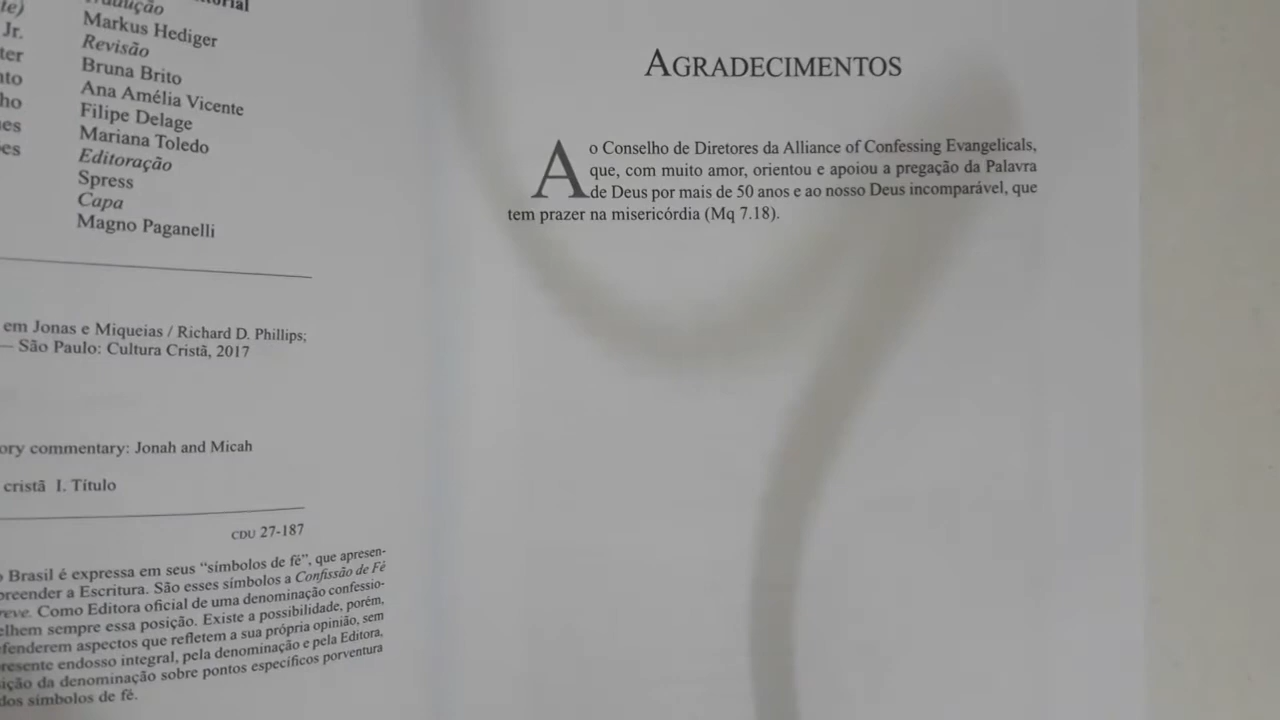 Tradução
Markus Hediger
Revisão
Bruna Brito
Ana Amélia Vicente
Filipe Delage
Mariana Toledo
Editoração
Spress
Capa
Magno Paganelli
Jr.
em Jonas e Miqueias / Richard D. Phillips;
— São Paulo: Cultura Cristã, 2017
commentary: Jonah and Micah
cristã I. Título
CDU 27-187
Brasil é expressa em seus “símbolos de fé”, que apresen-
a Escritura. São esses símbolos a Confissão de Fé
Como Editora oficial de uma denominação confessio-
sempre essa posição. Existe a possibilidade, porém,
aspectos que refletem a sua própria opinião, sem
endosso integral, pela denominação e pela Editora,
da denominação sobre pontos específicos porventura
dos símbolos de fé.
AGRADECIMENTOS
Ao Conselho de Diretores da Alliance of Confessing Evangelicals,
que, com muito amor, orientou e apoiou a pregação da Palavra
de Deus por mais de 50 anos e ao nosso Deus incomparável, que
tem prazer na misericórdia (Mq 7.18).